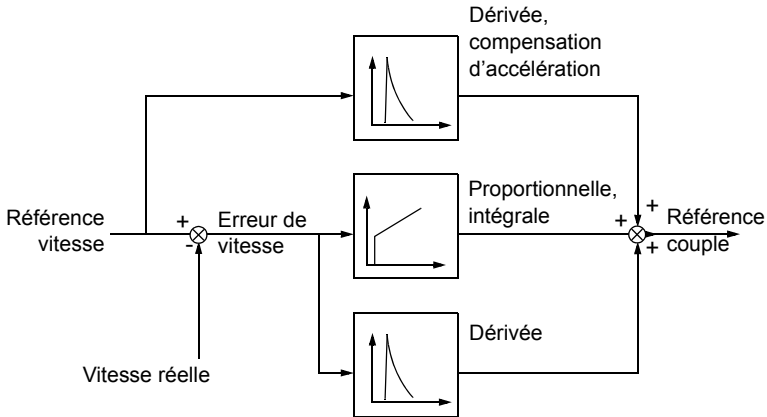 Dérivée,
compensation
d’accélération
Proportionnelle,
intégrale
Référence
vitesse
+
-
Erreur de
vitesse
+
+
+
Référence
couple
Dérivée
Vitesse réelle